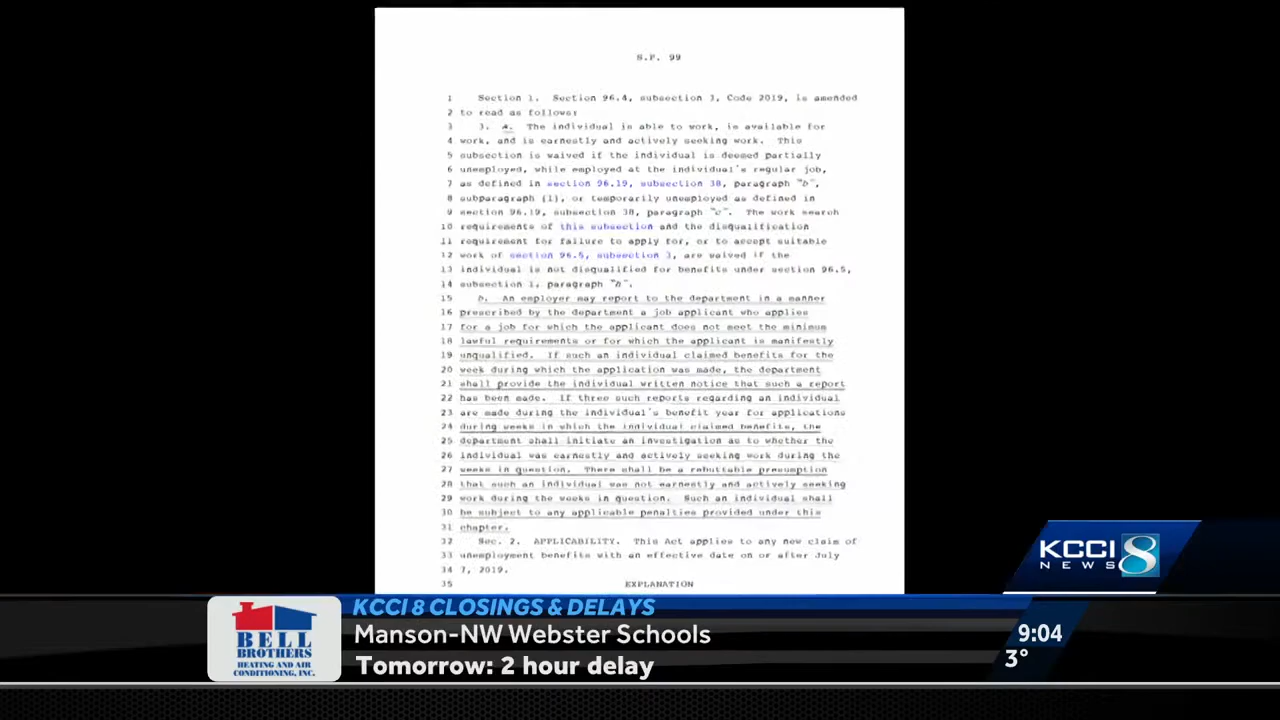 S.F. 99
1 Section 1. Section 96.4, subsection 3, Code 2019, is amended
2 to read as follows:
3 3. a. The individual is able to work, is available for
4 work, and is earnestly and actively seeking work. This
5 subsection is waived if the individual is deemed partially
6 unemployed, while employed at the individual's regular job,
7 as defined in section 96.19, subsection 38, paragraph "b",
8 subparagraph (1), or temporarily unemployed as defined in
9 section 96.19, subsection 38, paragraph "c". The work search
10 requirements of this subsection and the disqualification
11 requirement for failure to apply for, or to accept suitable
12 work of section 96.5, subsection 3, are waived if the
13 individual is not disqualified for benefits under section 96.5,
14 subsection 1, paragraph "h".
15 b. An employer may report to the department in a manner
16 prescribed by the department a job applicant who applies
17 for a job for which the applicant does not meet the minimum
18 lawful requirements or for which the applicant is manifestly
19 unqualified. If such an individual claimed benefits for the
20 week during which the application was made, the department
21 shall provide the individual written notice that such a report
22 has been made. If three such reports regarding an individual
23 are made during the individual's benefit year for applications
24 during weeks in which the individual claimed benefits, the
25 department shall initiate an investigation as to whether the
26 individual was earnestly and actively seeking work during the
27 weeks in question. There shall be a rebuttable presumption
28 that such an individual was not earnestly and actively seeking
29 work during the weeks in question. Such an individual shall
30 be subject to any applicable penalties provided under this
31 chapter.
32 Sec. 2. APPLICABILITY. This Act applies to any new claim of
33 unemployment benefits with an effective date on or after July
34 7, 2019.
35 EXPLANATION
KCCI 8
NEWS
KCCI 8 CLOSINGS & DELAYS
Manson-NW Webster Schools
Tomorrow: 2 hour delay
BELL
BROTHERS
HEATING AND AIR
CONDITIONING, INC.
9:04
3°